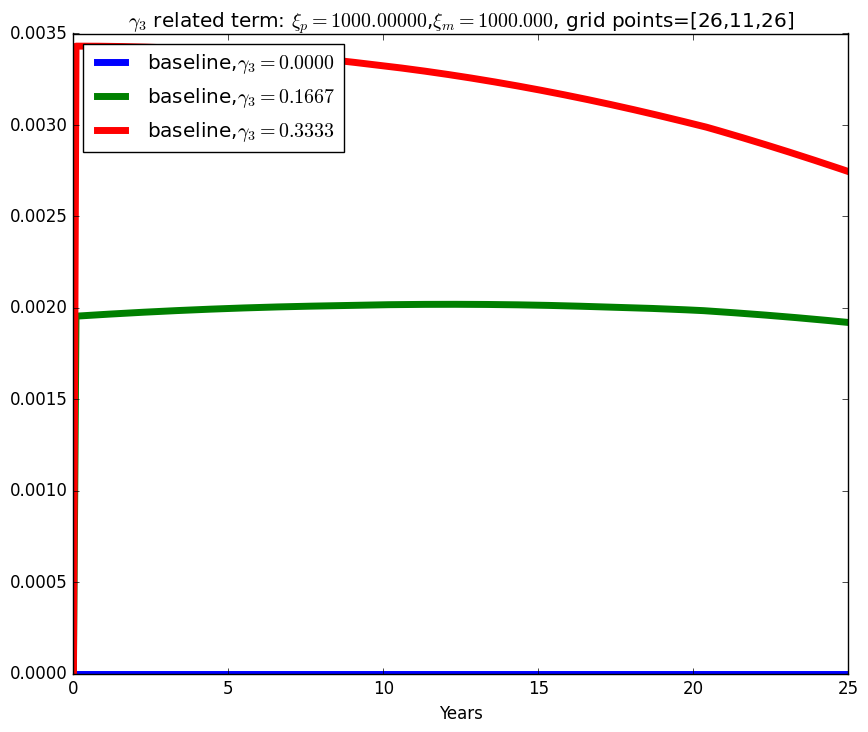 γ₃ related term: ξₚ = 1000.00000,ξₘ = 1000.000, grid points=[26,11,26]
baseline,γ₃ = 0.0000
baseline,γ₃ = 0.1667
baseline,γ₃ = 0.3333
0.0035
0.0030
0.0025
0.0020
0.0015
0.0010
0.0005
0.0000
0 5 10 15 20 25
Years